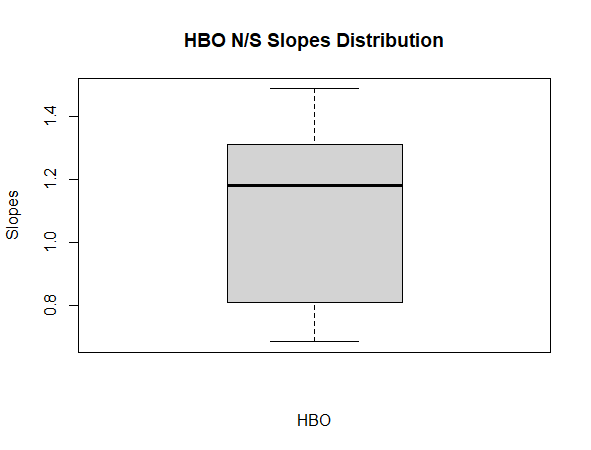 HBO N/S Slopes Distribution
Slopes
1.4
1.2
1.0
0.8
HBO